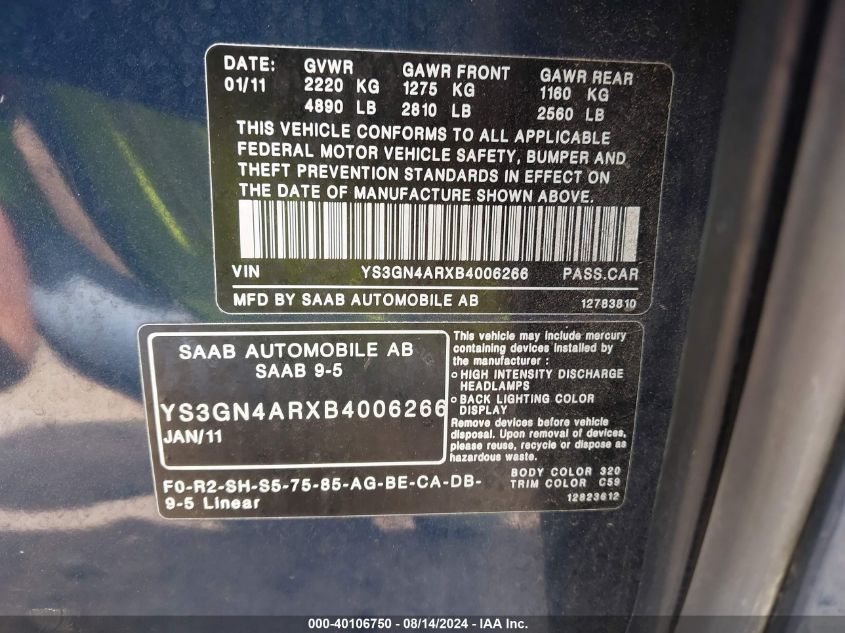 DATE: GVWR GAWR FRONT GAWR REAR
01/11 2220 KG 1275 KG 1160 KG
4890 LB 2810 LB 2560 LB
THIS VEHICLE CONFORMS TO ALL APPLICABLE
FEDERAL MOTOR VEHICLE SAFETY, BUMPER AND
THEFT PREVENTION STANDARDS IN EFFECT ON
THE DATE OF MANUFACTURE SHOWN ABOVE.
VIN YS3GN4ARXB4006266 PASS.CAR
MFD BY SAAB AUTOMOBILE AB 12783810
SAAB AUTOMOBILE AB
SAAB 9-5
YS3GN4ARXB4006266
JAN/11
This vehicle may include mercury
containing devices installed by
the manufacturer :
o HIGH INTENSITY DISCHARGE
HEADLAMPS
o BACK LIGHTING COLOR
DISPLAY
Remove devices before vehicle
disposal. Upon removal of devices,
please reuse, recycle or dispose as
hazardous waste.
F0-R2-SH-S5-75-85-AG-BE-CA-DB-
9-5 Linear
BODY COLOR 320
TRIM COLOR C59
12823612
000-40106750 - 08/14/2024 - IAAI.com